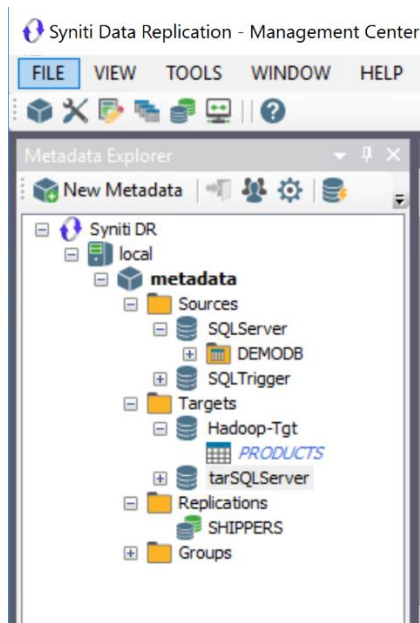 Syniti Data Replication - Management Center
FILE VIEW TOOLS WINDOW HELP
Metadata Explorer
New Metadata
Syniti DR
local
metadata
Sources
SQLServer
DEMODB
SQLTrigger
Targets
Hadoop-Tgt
PRODUCTS
tarSQLServer
Replications
SHIPPERS
Groups